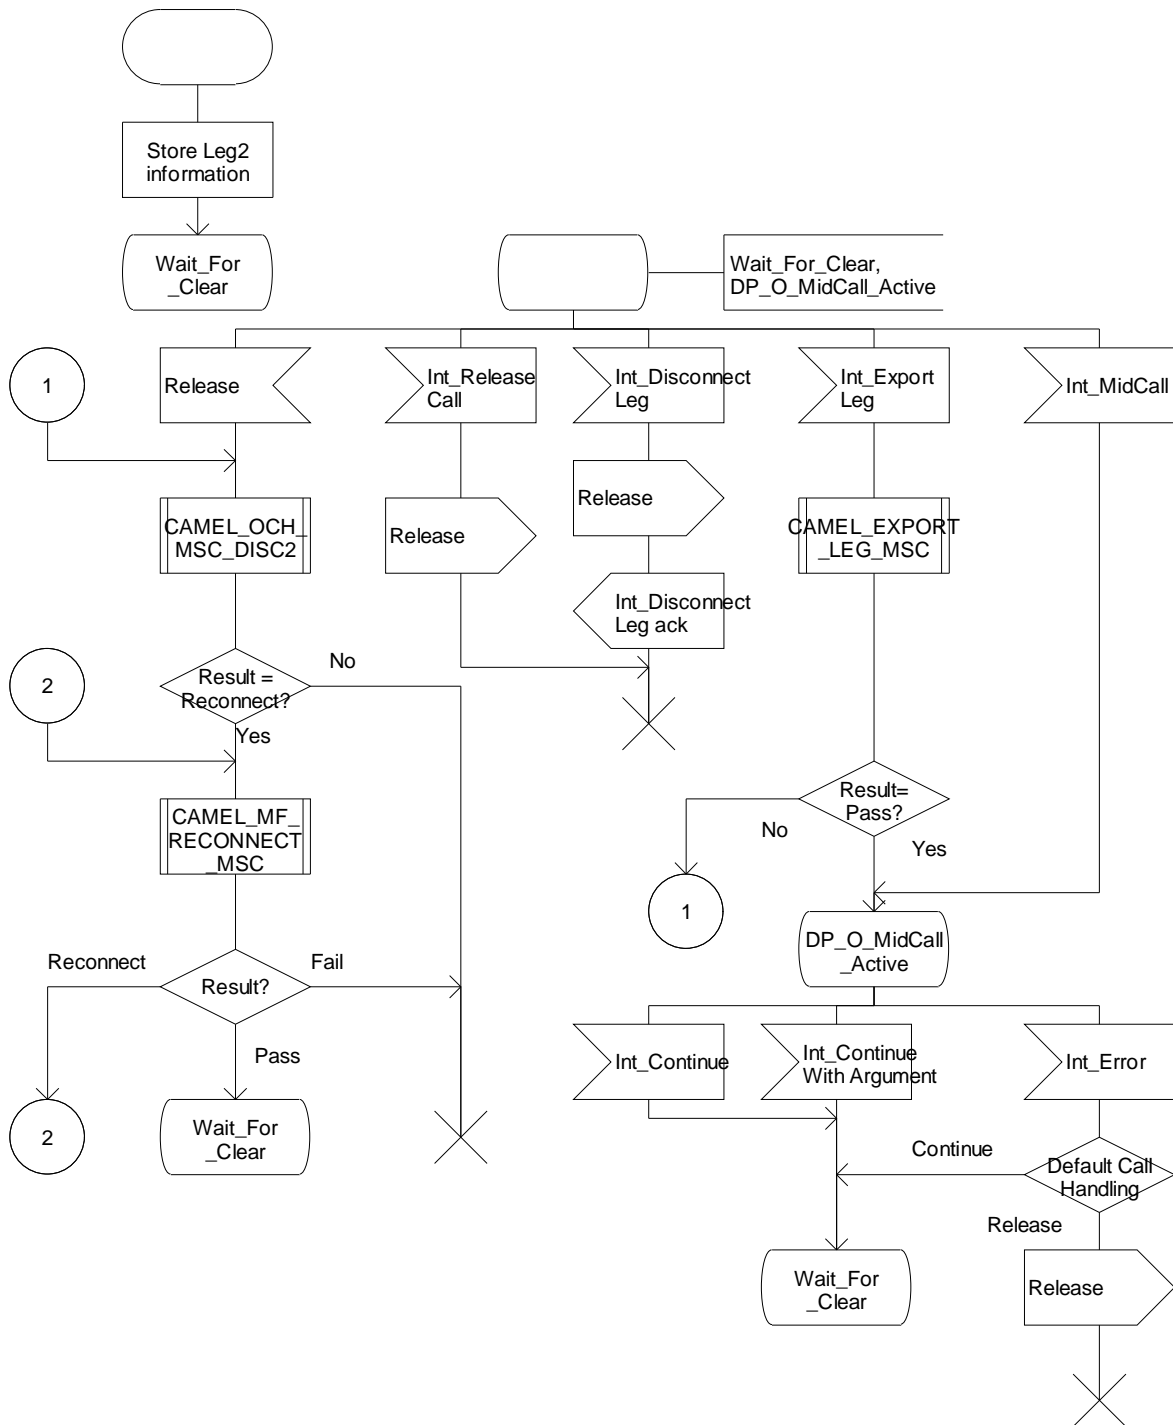 Store Leg2
information
Wait_For
_Clear
Wait_For_Clear,
DP_O_MidCall_Active
1
Release
Int_Release
Call
Int_Disconnect
Leg
Int_Export
Leg
Int_MidCall
CAMEL_OCH_
MSC_DISC2
Release
Release
CAMEL_EXPORT
_LEG_MSC
Int_Disconnect
Leg ack
2
Result =
Reconnect?
No
Yes
CAMEL_MF_
RECONNECT
_MSC
Result=
Pass?
No
Yes
1
DP_O_MidCall
_Active
Reconnect
Result?
Fail
Pass
Int_Continue
Int_Continue
With Argument
Int_Error
2
Wait_For
_Clear
Continue
Default Call
Handling
Release
Wait_For
_Clear
Release